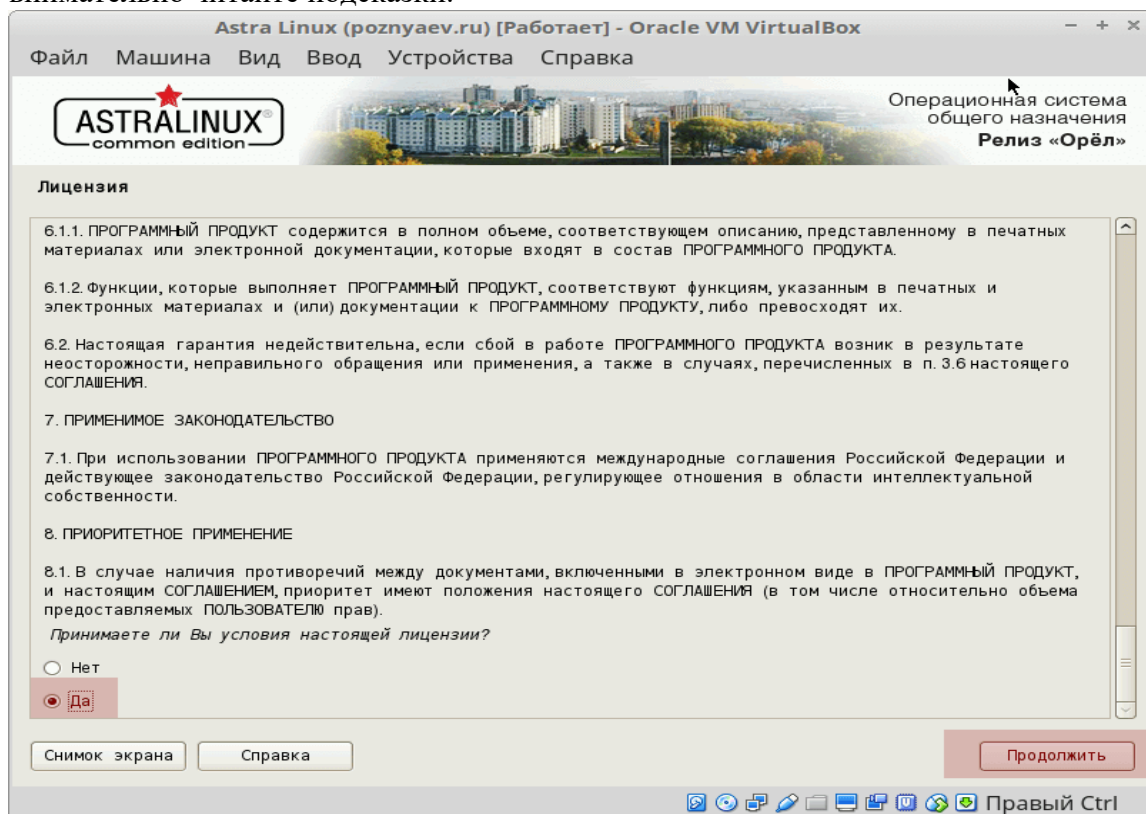 внимательно читайте подсказки.
Astra Linux (poznyaev.ru) [Работает] - Oracle VM VirtualBox
Файл Машина Вид Ввод Устройства Справка
ASTRALINUX®
common edition
Операционная система
общего назначения
Релиз «Орёл»
Лицензия
6.1.1. ПРОГРАММНЫЙ ПРОДУКТ содержится в полном объеме, соответствующем описанию, представленному в печатных
материалах или электронной документации, которые входят в состав ПРОГРАММНОГО ПРОДУКТА.
6.1.2. Функции, которые выполняет ПРОГРАММНЫЙ ПРОДУКТ, соответствуют функциям, указанным в печатных и
электронных материалах и (или) документации к ПРОГРАММНОМУ ПРОДУКТУ, либо превосходят их.
6.2. Настоящая гарантия недействительна, если сбой в работе ПРОГРАММНОГО ПРОДУКТА возник в результате
неосторожности, неправильного обращения или применения, а также в случаях, перечисленных в п. 3.6 настоящего
СОГЛАШЕНИЯ.
7. ПРИМЕНИМОЕ ЗАКОНОДАТЕЛЬСТВО
7.1. При использовании ПРОГРАММНОГО ПРОДУКТА применяются международные соглашения Российской Федерации и
действующее законодательство Российской Федерации, регулирующее отношения в области интеллектуальной
собственности.
8. ПРИОРИТЕТНОЕ ПРИМЕНЕНИЕ
8.1. В случае наличия противоречий между документами, включенными в электронном виде в ПРОГРАММНЫЙ ПРОДУКТ,
и настоящим СОГЛАШЕНИЕМ, приоритет имеют положения настоящего СОГЛАШЕНИЯ (в том числе относительно объема
предоставляемых ПОЛЬЗОВАТЕЛЮ прав).
Принимаете ли Вы условия настоящей лицензии?
Нет
Да
Снимок экрана Справка Продолжить
Правый Ctrl